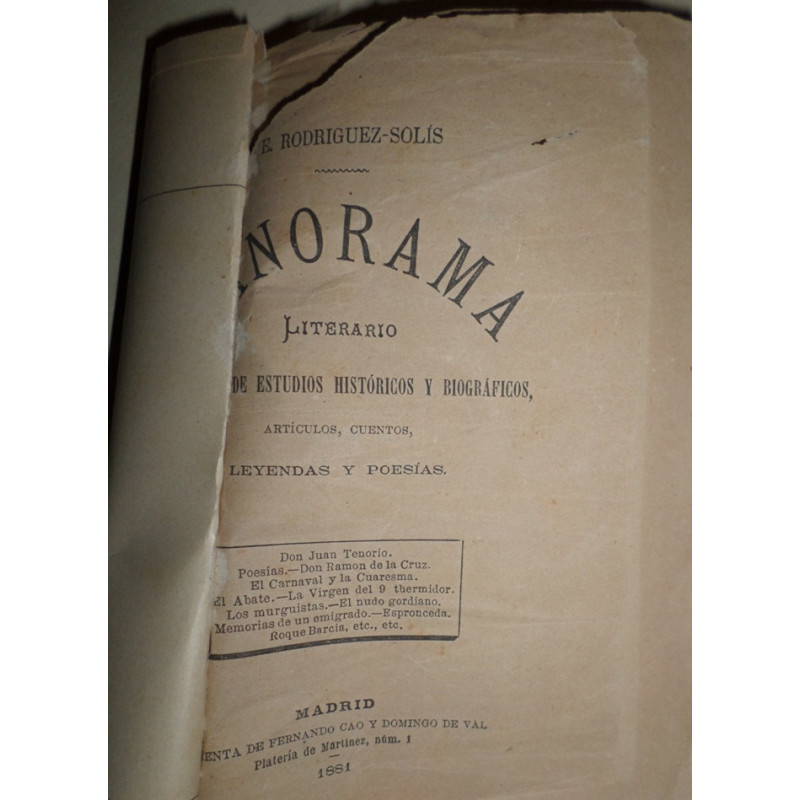 E. RODRIGUEZ-SOLÍS
NORAMA
LITERARIO
DE ESTUDIOS HISTÓRICOS Y BIOGRÁFICOS,
ARTÍCULOS, CUENTOS,
LEYENDAS Y POESÍAS.
Don Juan Tenorio.
Poesías.—Don Ramon de la Cruz.
El Carnaval y la Cuaresma.
El Abate.—La Vírgen del 9 thermidor.
Los murguistas.—El nudo gordiano.
Memorias de un emigrado.—Espronceda.
Roque Barcia, etc., etc.
MADRID
ENTA DE FERNANDO CAO Y DOMINGO DE VAL
Platería de Martinez, núm. 1
1881